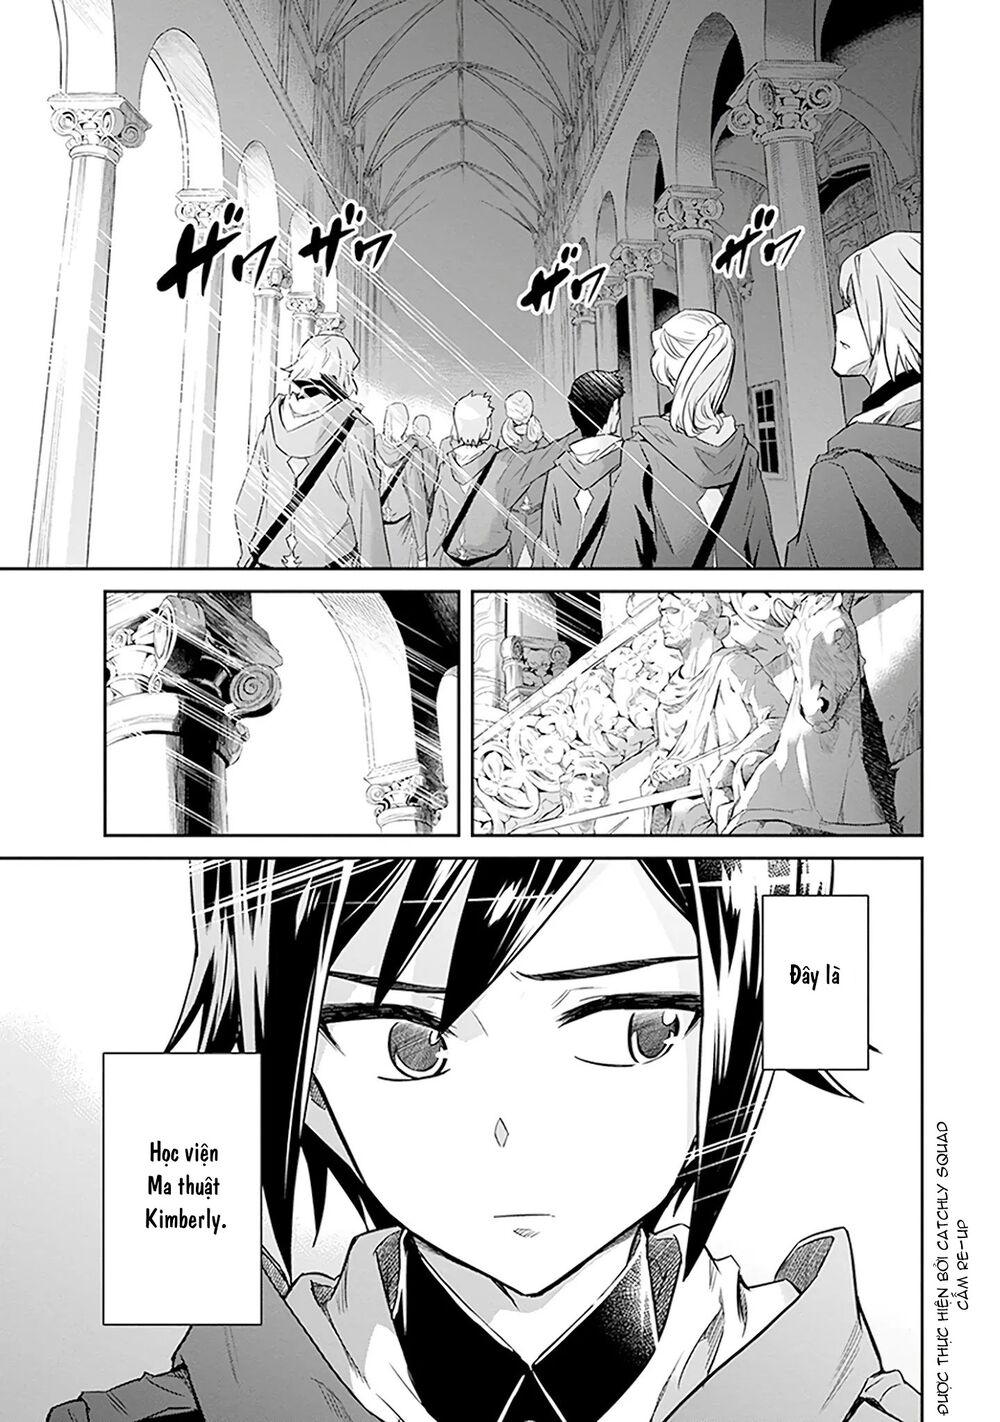 ザワ
ザワ
ザワ
ザワ
Đây là
Học viện
Ma thuật
Kimberly.
ĐƯỢC THỰC HIỆN BỞI CATCHLY SQUAD
CẤM RE-UP